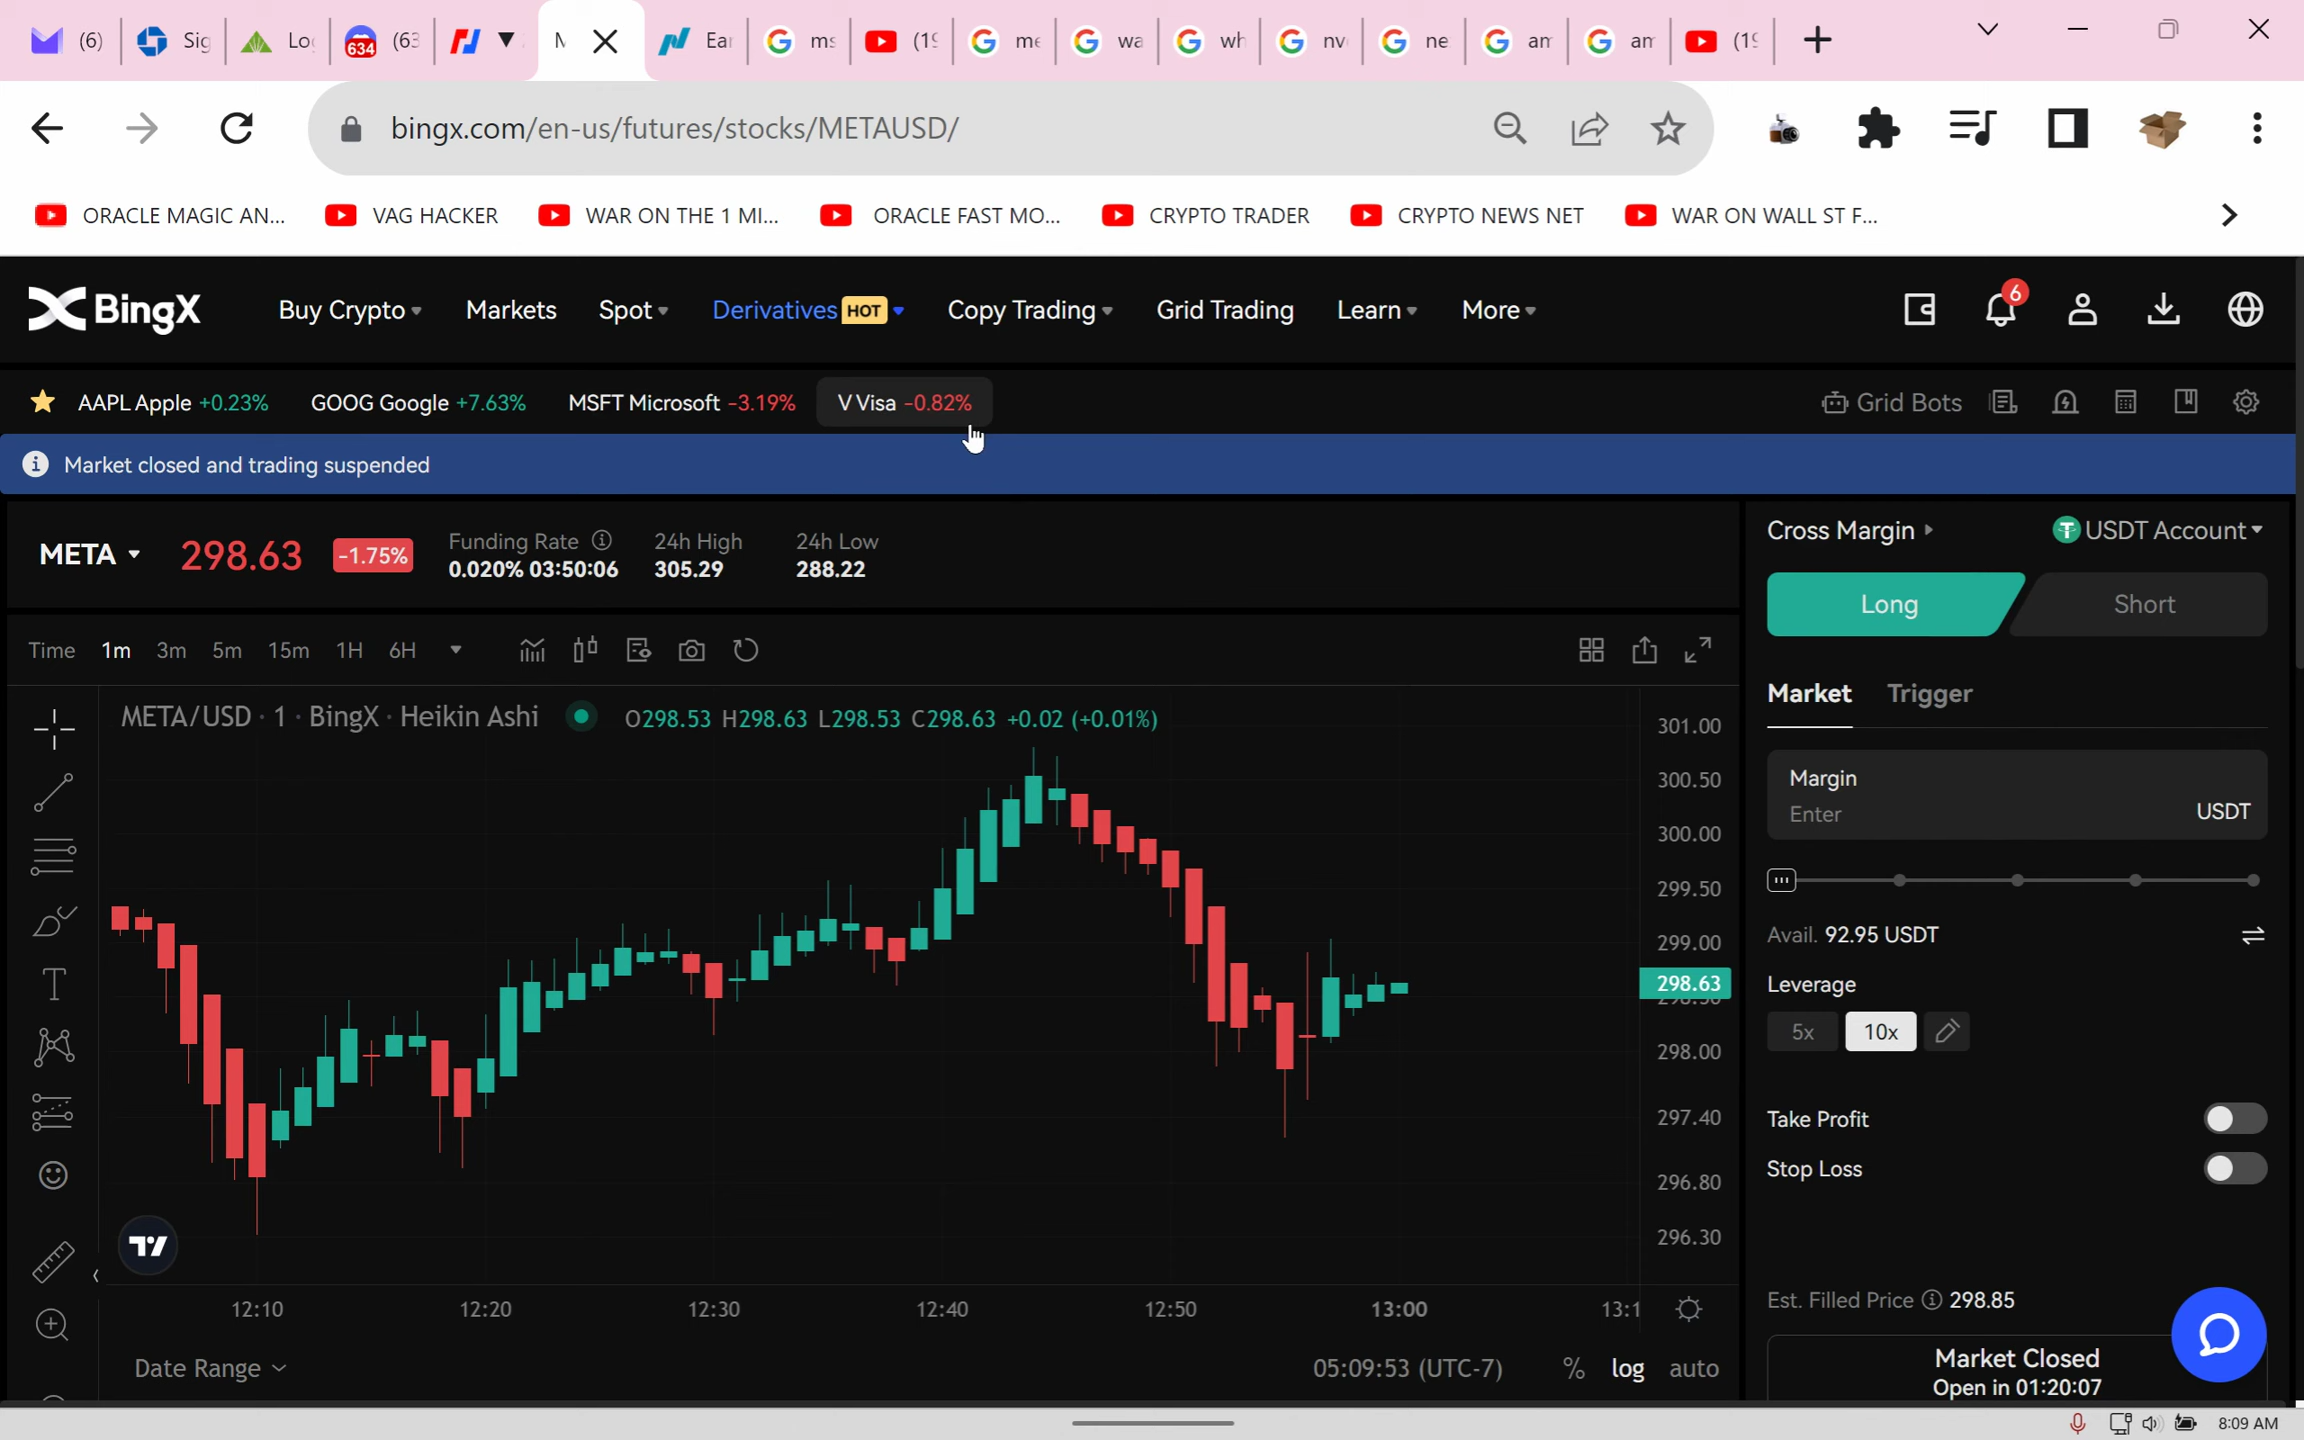 (6) Sig Lo 634 (63 M Ear ms (19 me wa wh nv ne am am (19
bingx.com/en-us/futures/stocks/METAUSD/
ORACLE MAGIC AN... VAG HACKER WAR ON THE 1 MI... ORACLE FAST MO... CRYPTO TRADER CRYPTO NEWS NET WAR ON WALL ST F...
BingX Buy Crypto Markets Spot Derivatives HOT Copy Trading Grid Trading Learn More 6
AAPL Apple +0.23% GOOG Google +7.63% MSFT Microsoft -3.19% V Visa -0.82% Grid Bots
Market closed and trading suspended
META 298.63 -1.75%
Funding Rate 24h High 24h Low
0.020% 03:50:06 305.29 288.22
Time 1m 3m 5m 15m 1H 6H
META/USD · 1 · BingX · Heikin Ashi O298.53 H298.63 L298.53 C298.63 +0.02 (+0.01%)
301.00
300.50
300.00
299.50
299.00
298.63
298.50
298.00
297.40
296.80
296.30
12:10 12:20 12:30 12:40 12:50 13:00 13:1
Date Range 05:09:53 (UTC-7) % log auto
Cross Margin USDT Account
Long Short
Market Trigger
Margin
Enter USDT
Avail. 92.95 USDT
Leverage
5x 10x
Take Profit
Stop Loss
Est. Filled Price 298.85
Market Closed
Open in 01:20:07
8:09 AM